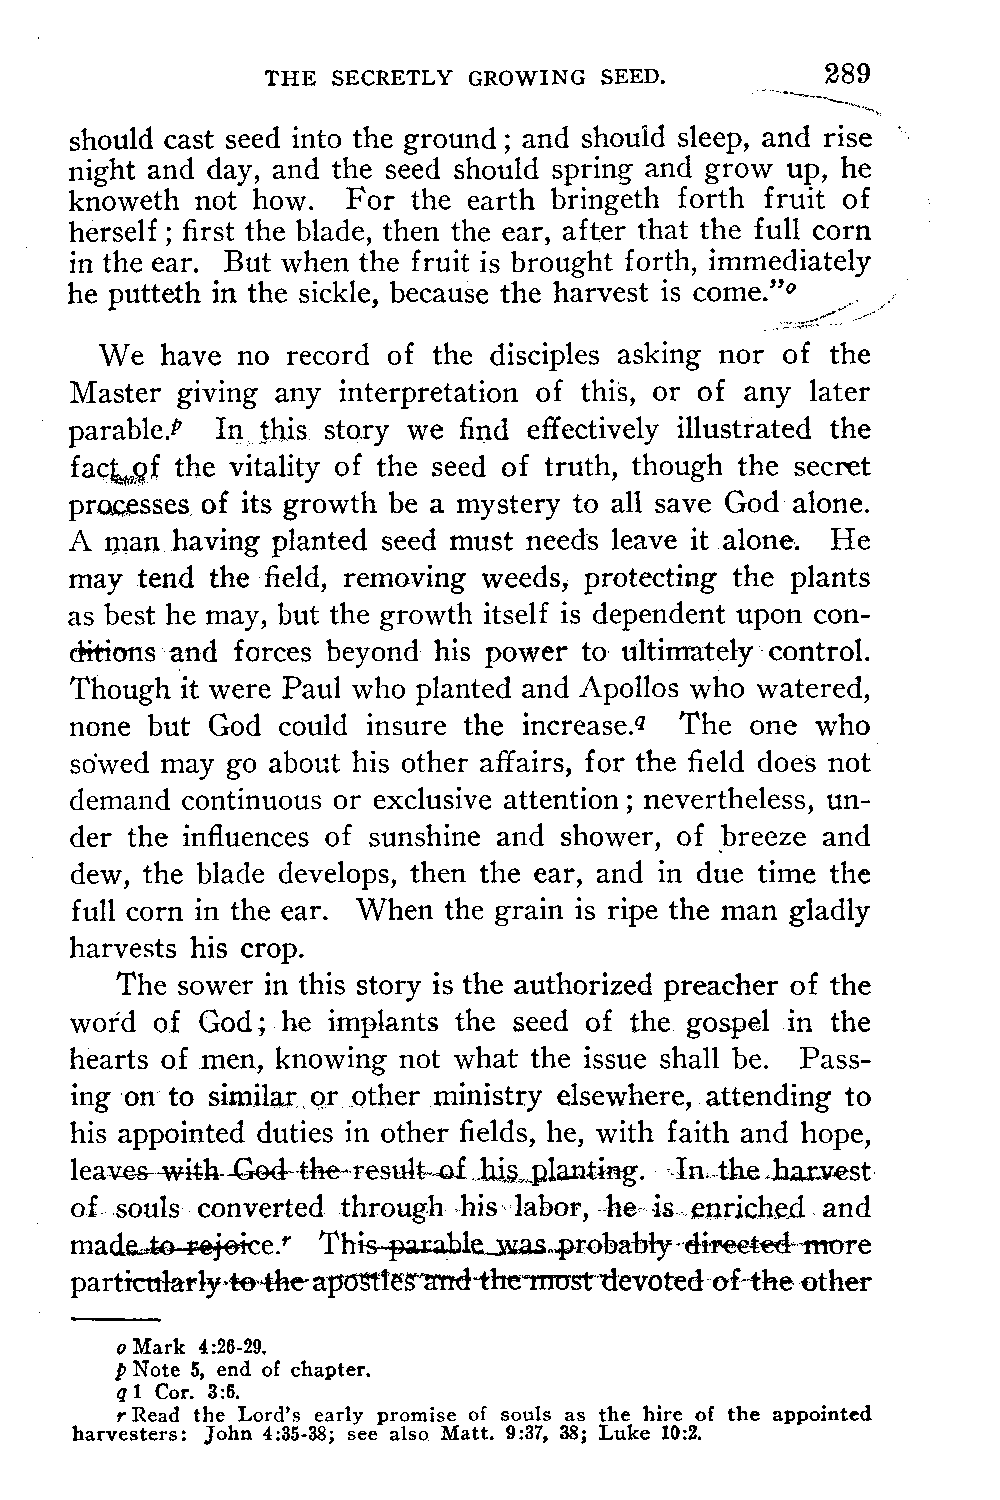 THE SECRETLY GROWING SEED. 289
should cast seed into the ground; and should sleep, and rise
night and day, and the seed should spring and grow up, he
knoweth not how. For the earth bringeth forth fruit of
herself; first the blade, then the ear, after that the full corn
in the ear. But when the fruit is brought forth, immediately
he putteth in the sickle, because the harvest is come."o
We have no record of the disciples asking nor of the
Master giving any interpretation of this, or of any later
parable.p In this story we find effectively illustrated the
fact of the vitality of the seed of truth, though the secret
processes of its growth be a mystery to all save God alone.
A man having planted seed must needs leave it alone. He
may tend the field, removing weeds, protecting the plants
as best he may, but the growth itself is dependent upon con-
ditions and forces beyond his power to ultimately control.
Though it were Paul who planted and Apollos who watered,
none but God could insure the increase.q The one who
sowed may go about his other affairs, for the field does not
demand continuous or exclusive attention; nevertheless, un-
der the influences of sunshine and shower, of breeze and
dew, the blade develops, then the ear, and in due time the
full corn in the ear. When the grain is ripe the man gladly
harvests his crop.
The sower in this story is the authorized preacher of the
word of God; he implants the seed of the gospel in the
hearts of men, knowing not what the issue shall be. Pass-
ing on to similar or other ministry elsewhere, attending to
his appointed duties in other fields, he, with faith and hope,
leaves with God the result of his planting. In the harvest
of souls converted through his labor, he is enriched and
made to rejoice.r This parable was probably directed more
particularly to the apostles and the most devoted of the other
o Mark 4:26-29.
p Note 5, end of chapter.
q 1 Cor. 3:6.
r Read the Lord's early promise of souls as the hire of the appointed
harvesters: John 4:35-38; see also Matt. 9:37, 38; Luke 10:2.